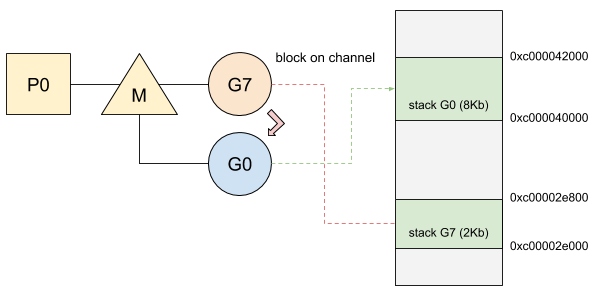 P0
M
G7
block on channel
G0
0xc000042000
stack G0 (8Kb)
0xc000040000
0xc00002e800
stack G7 (2Kb)
0xc00002e000